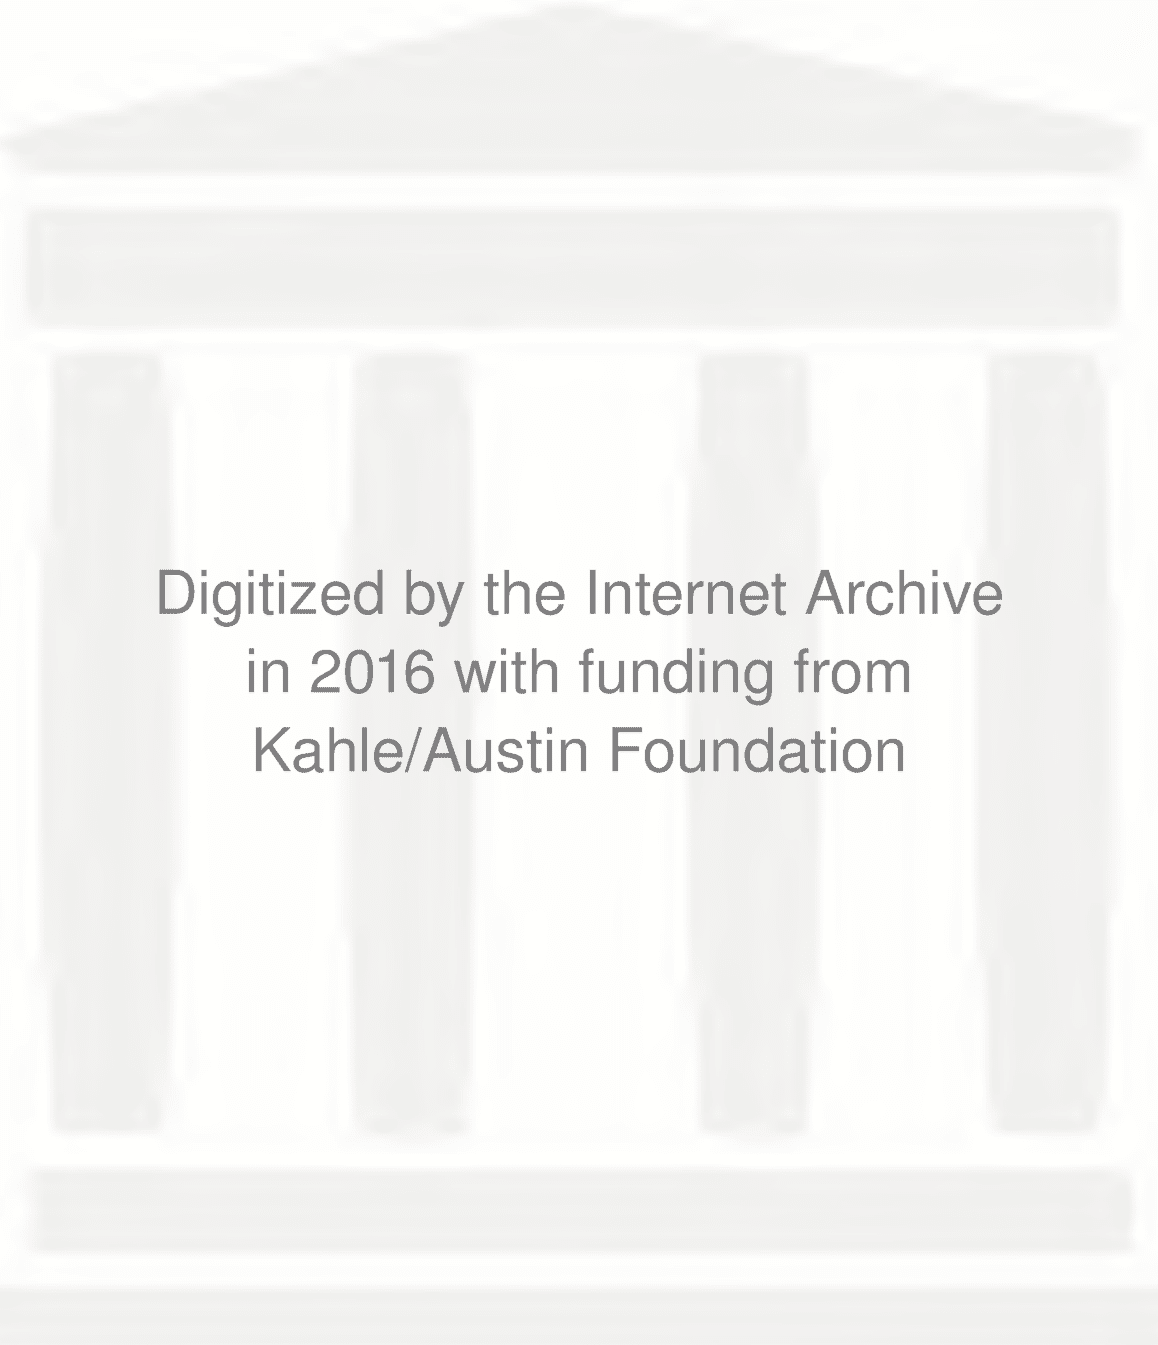 Digitized by the Internet Archive
in 2016 with funding from
Kahle/Austin Foundation